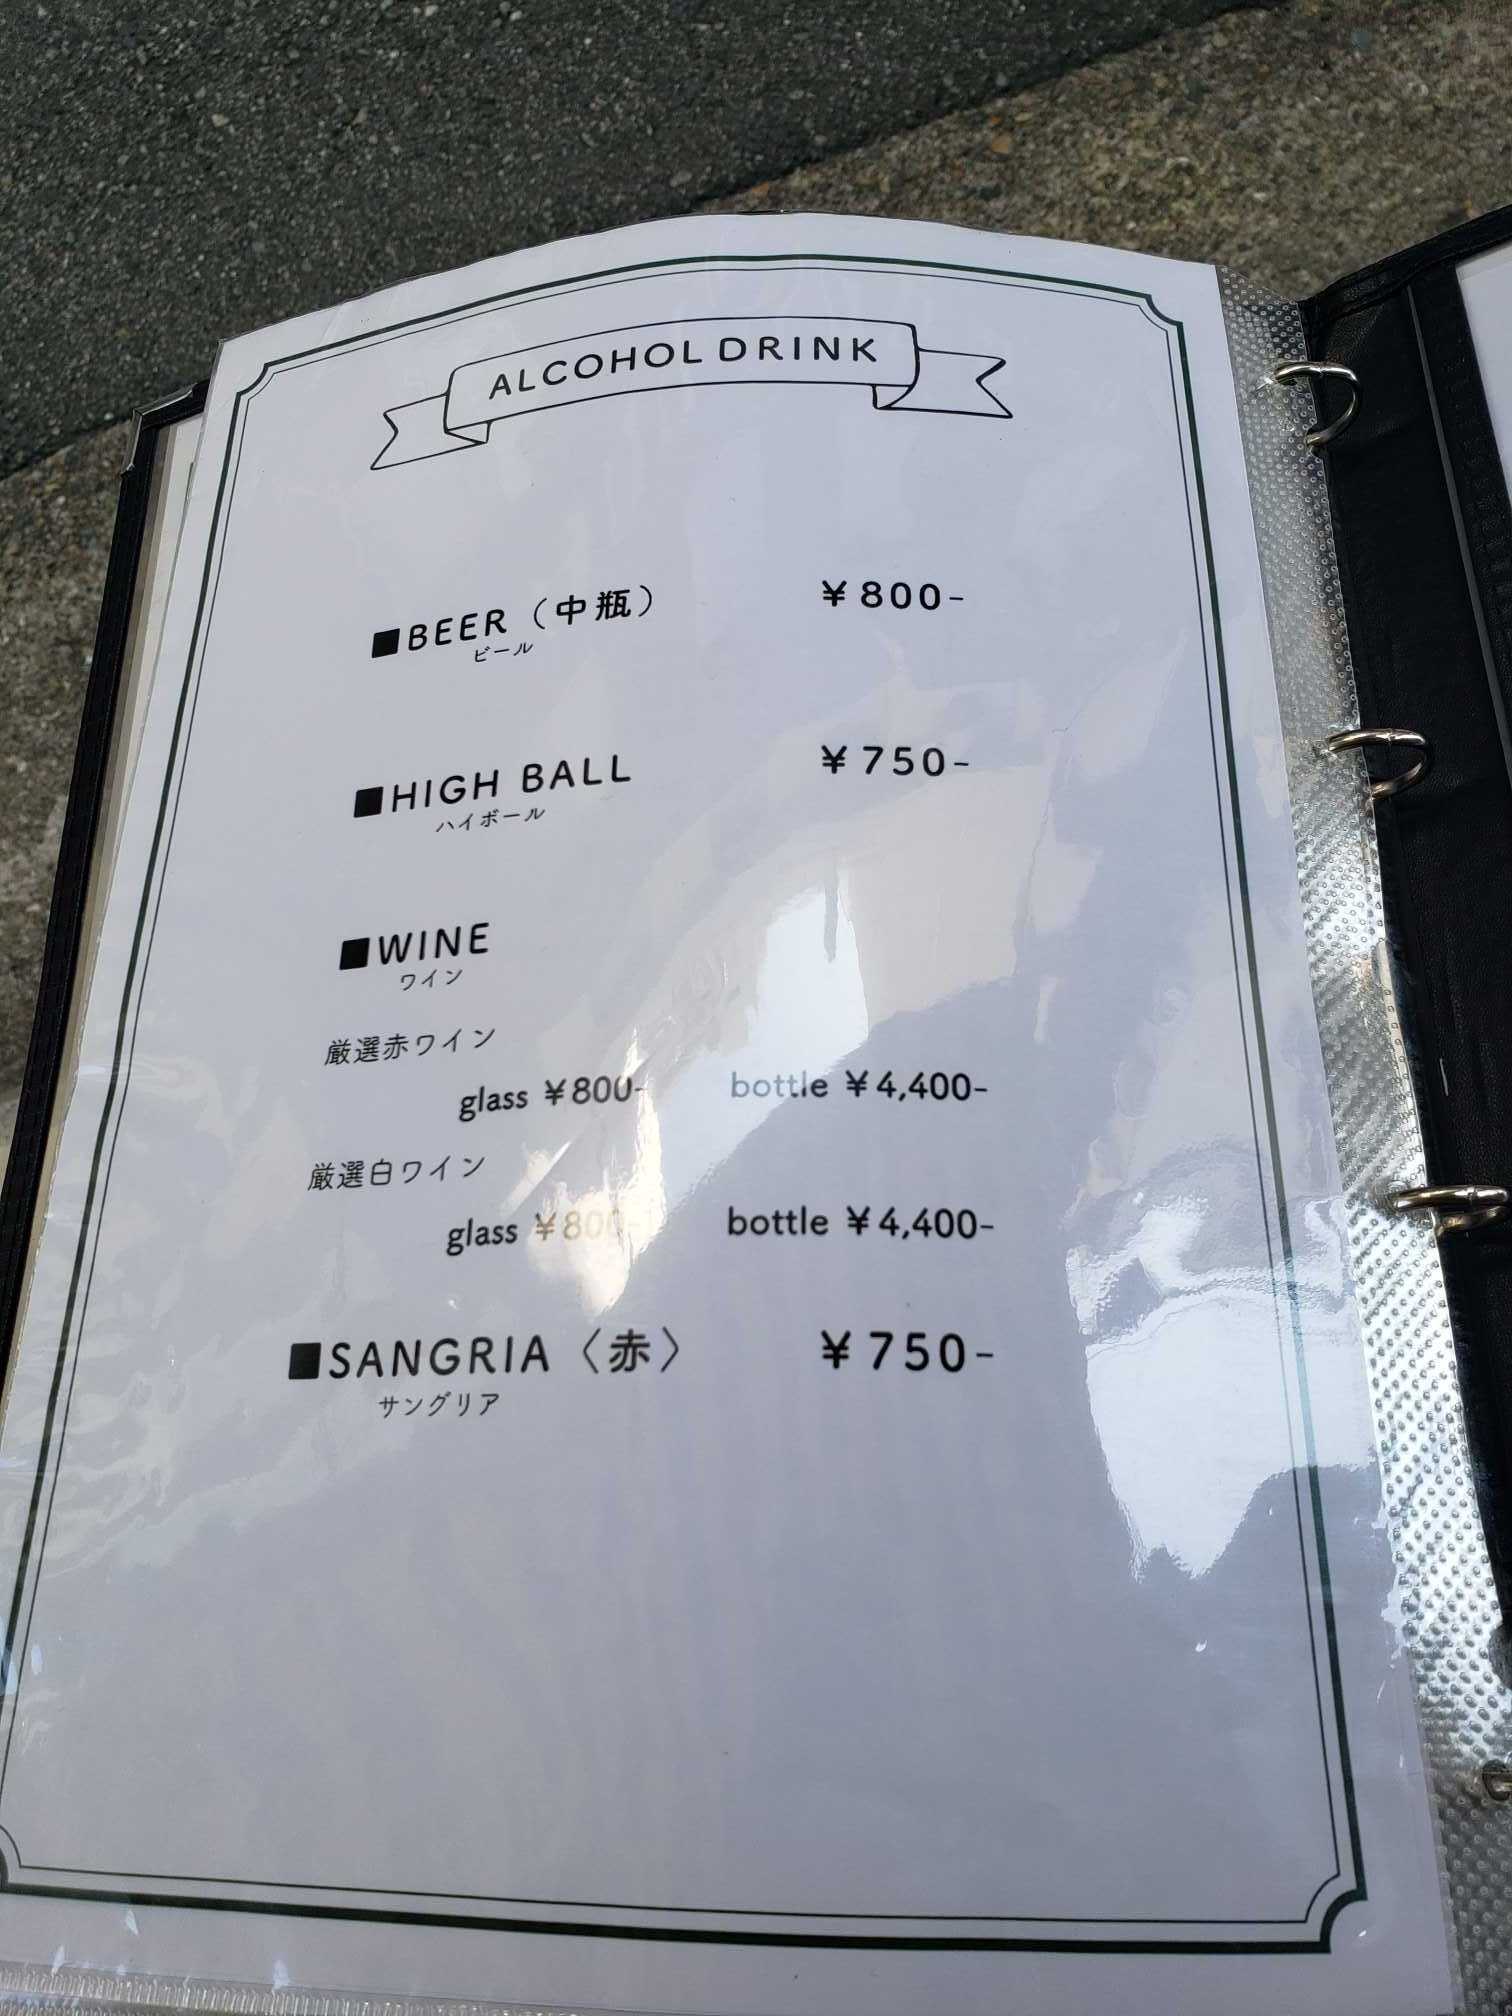 ALCOHOL DRINK
■BEER（中瓶） ￥800-
ビール
■HIGH BALL ￥750-
ハイボール
■WINE
ワイン
厳選赤ワイン
glass ￥800- bottle ￥4,400-
厳選白ワイン
glass ￥800- bottle ￥4,400-
■SANGRIA〈赤〉 ￥750-
サングリア